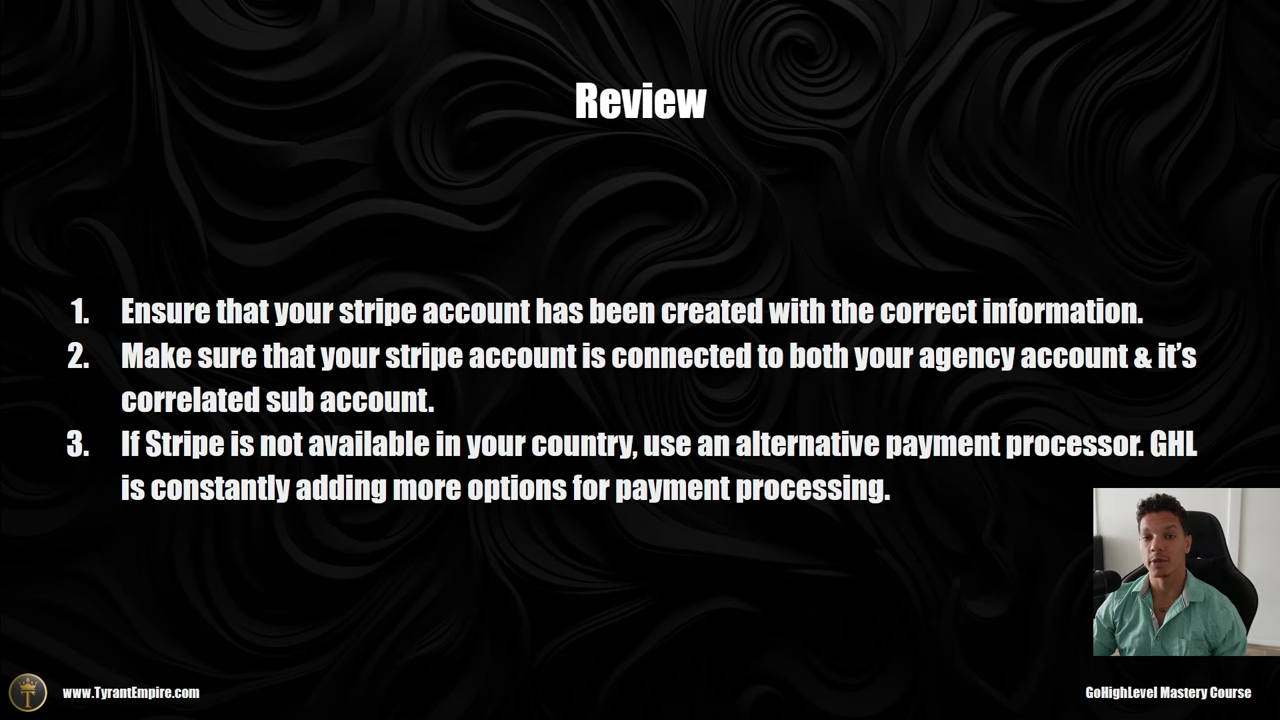 Review
1. Ensure that your stripe account has been created with the correct information.
2. Make sure that your stripe account is connected to both your agency account & it’s
correlated sub account.
3. If Stripe is not available in your country, use an alternative payment processor. GHL
is constantly adding more options for payment processing.
T
www.TyrantEmpire.com
GoHighLevel Mastery Course